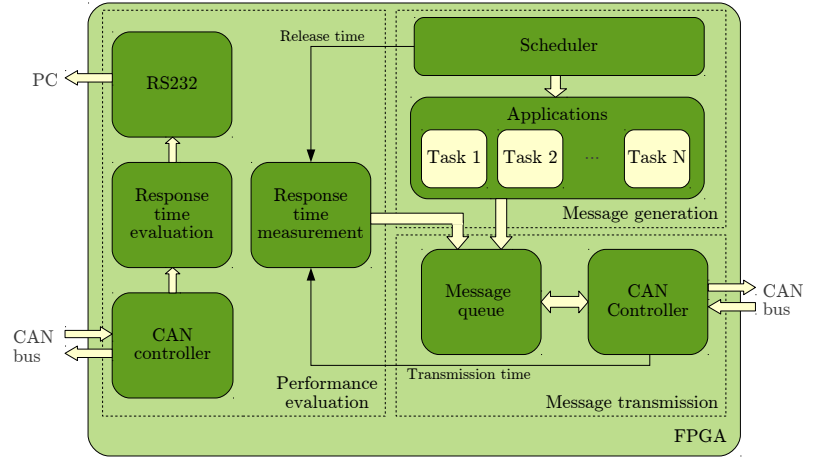 Release time
Scheduler
PC
RS232
Applications
Task 1
Task 2
...
Task N
Message generation
Response
time
evaluation
Response
time
measurement
Message
queue
CAN
Controller
CAN
bus
CAN
bus
CAN
controller
Transmission time
Performance
evaluation
Message transmission
FPGA